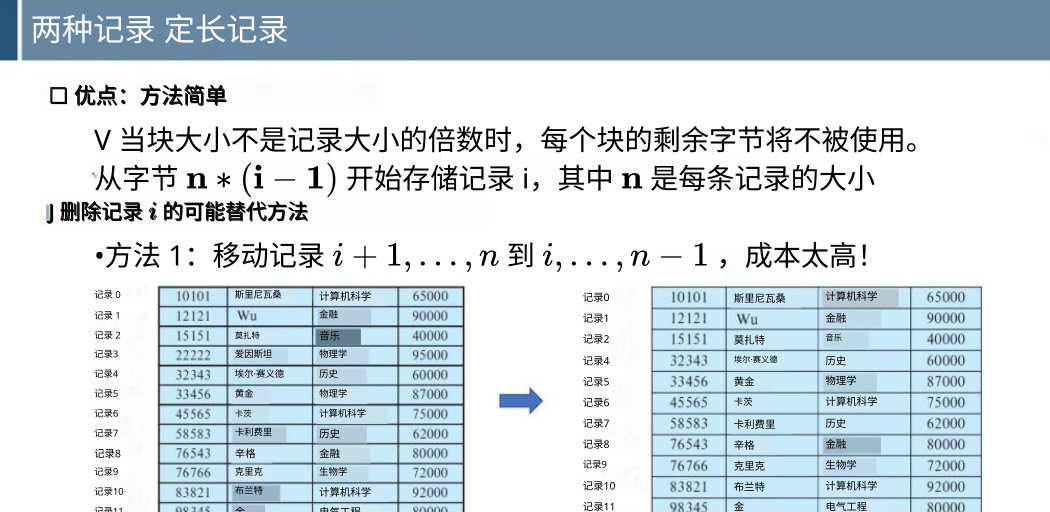 两种记录 定长记录
☐ 优点：方法简单
V 当块大小不是记录大小的倍数时，每个块的剩余字节将不被使用。
从字节 n ∗ (i − 1) 开始存储记录 i，其中 n 是每条记录的大小
删除记录 i 的可能替代方法
•方法 1：移动记录 i + 1, . . . , n 到 i, . . . , n − 1 ，成本太高！
记录 0 10101 斯里尼瓦桑 计算机科学 65000
记录 1 12121 Wu 金融 90000
记录 2 15151 莫扎特 音乐 40000
记录3 22222 爱因斯坦 物理学 95000
记录4 32343 埃尔·赛义德 历史 60000
记录5 33456 黄金 物理学 87000
记录6 45565 卡茨 计算机科学 75000
记录7 58583 卡利费里 历史 62000
记录8 76543 辛格 金融 80000
记录9 76766 克里克 生物学 72000
记录10 83821 布兰特 计算机科学 92000
记录11 98345 金 电气工程 80000
记录0 10101 斯里尼瓦桑 计算机科学 65000
记录1 12121 Wu 金融 90000
记录2 15151 莫扎特 音乐 40000
记录4 32343 埃尔·赛义德 历史 60000
记录5 33456 黄金 物理学 87000
记录6 45565 卡茨 计算机科学 75000
记录7 58583 卡利费里 历史 62000
记录8 76543 辛格 金融 80000
记录9 76766 克里克 生物学 72000
记录10 83821 布兰特 计算机科学 92000
记录11 98345 金 电气工程 80000